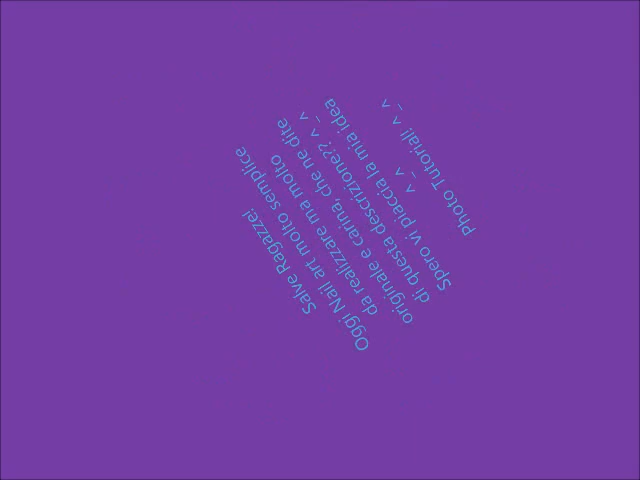 Salve Ragazze!
Oggi Nail art molto semplice
da realizzare ma molto
originale e carina, che ne dite
di questa descrizione?? ^_^
Spero vi piaccia la mia idea
^_^
Photo Tutorial!! ^_^